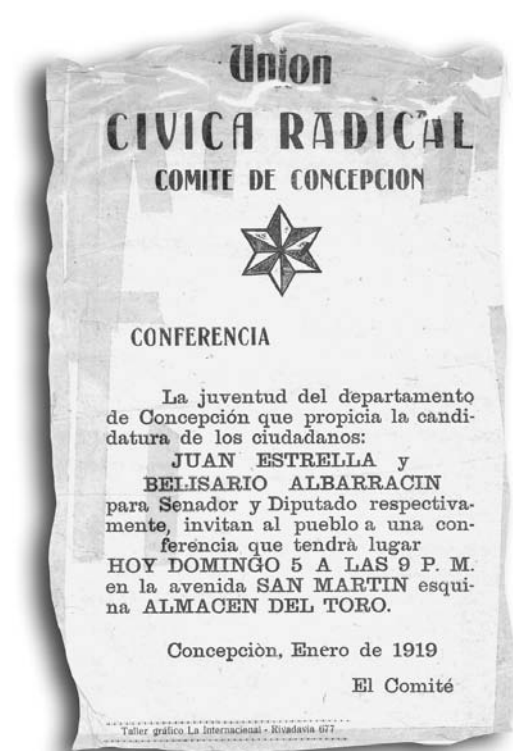 Union
CIVICA RADICAL
COMITE DE CONCEPCION
CONFERENCIA
La juventud del departamento
de Concepción que propicia la candi-
datura de los ciudadanos:
JUAN ESTRELLA y
BELISARIO ALBARRACIN
para Senador y Diputado respectiva-
mente, invitan al pueblo a una con-
ferencia que tendrà lugar
HOY DOMINGO 5 A LAS 9 P. M.
en la avenida SAN MARTIN esqui-
na ALMACEN DEL TORO.
Concepciòn, Enero de 1919
El Comité
Taller gráfico La Internacional - Rivadavia 677